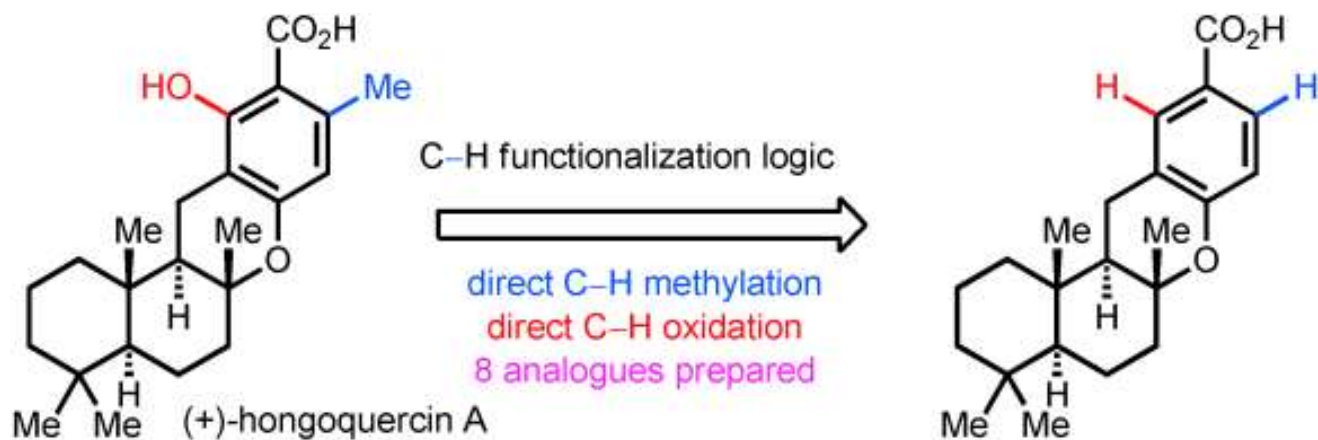 CO₂H
HO
Me
Me
Me
O
H
H
Me
Me
(+)-hongoquercin A
C–H functionalization logic
direct C–H methylation
direct C–H oxidation
8 analogues prepared
CO₂H
H
H
Me
Me
O
H
H
Me
Me